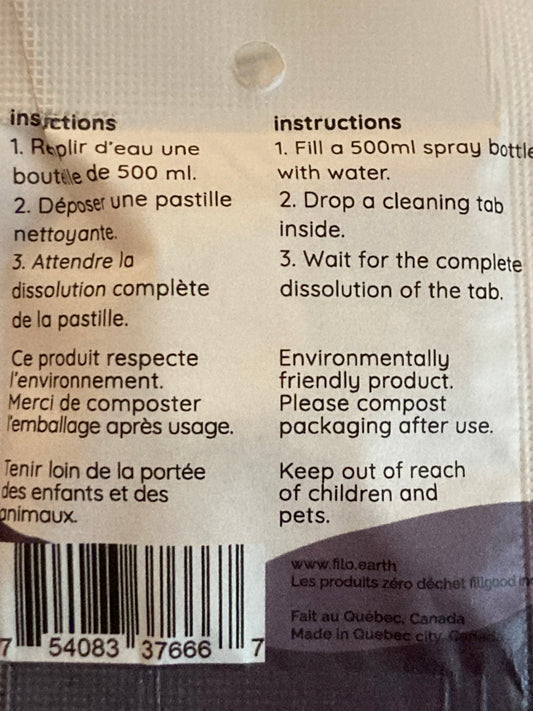 instructions
1. Remplir d'eau une
bouteille de 500 ml.
2. Déposer une pastille
nettoyante.
3. Attendre la
dissolution complète
de la pastille.
Ce produit respecte
l'environnement.
Merci de composter
l'emballage après usage.
Tenir loin de la portée
des enfants et des
animaux.
instructions
1. Fill a 500ml spray bottle
with water.
2. Drop a cleaning tab
inside.
3. Wait for the complete
dissolution of the tab.
Environmentally
friendly product.
Please compost
packaging after use.
Keep out of reach
of children and
pets.
www.filo.earth
Les produits zéro déchet fillgood inc
Fait au Québec, Canada
Made in Quebec city, Canada
7 54083 37666 7